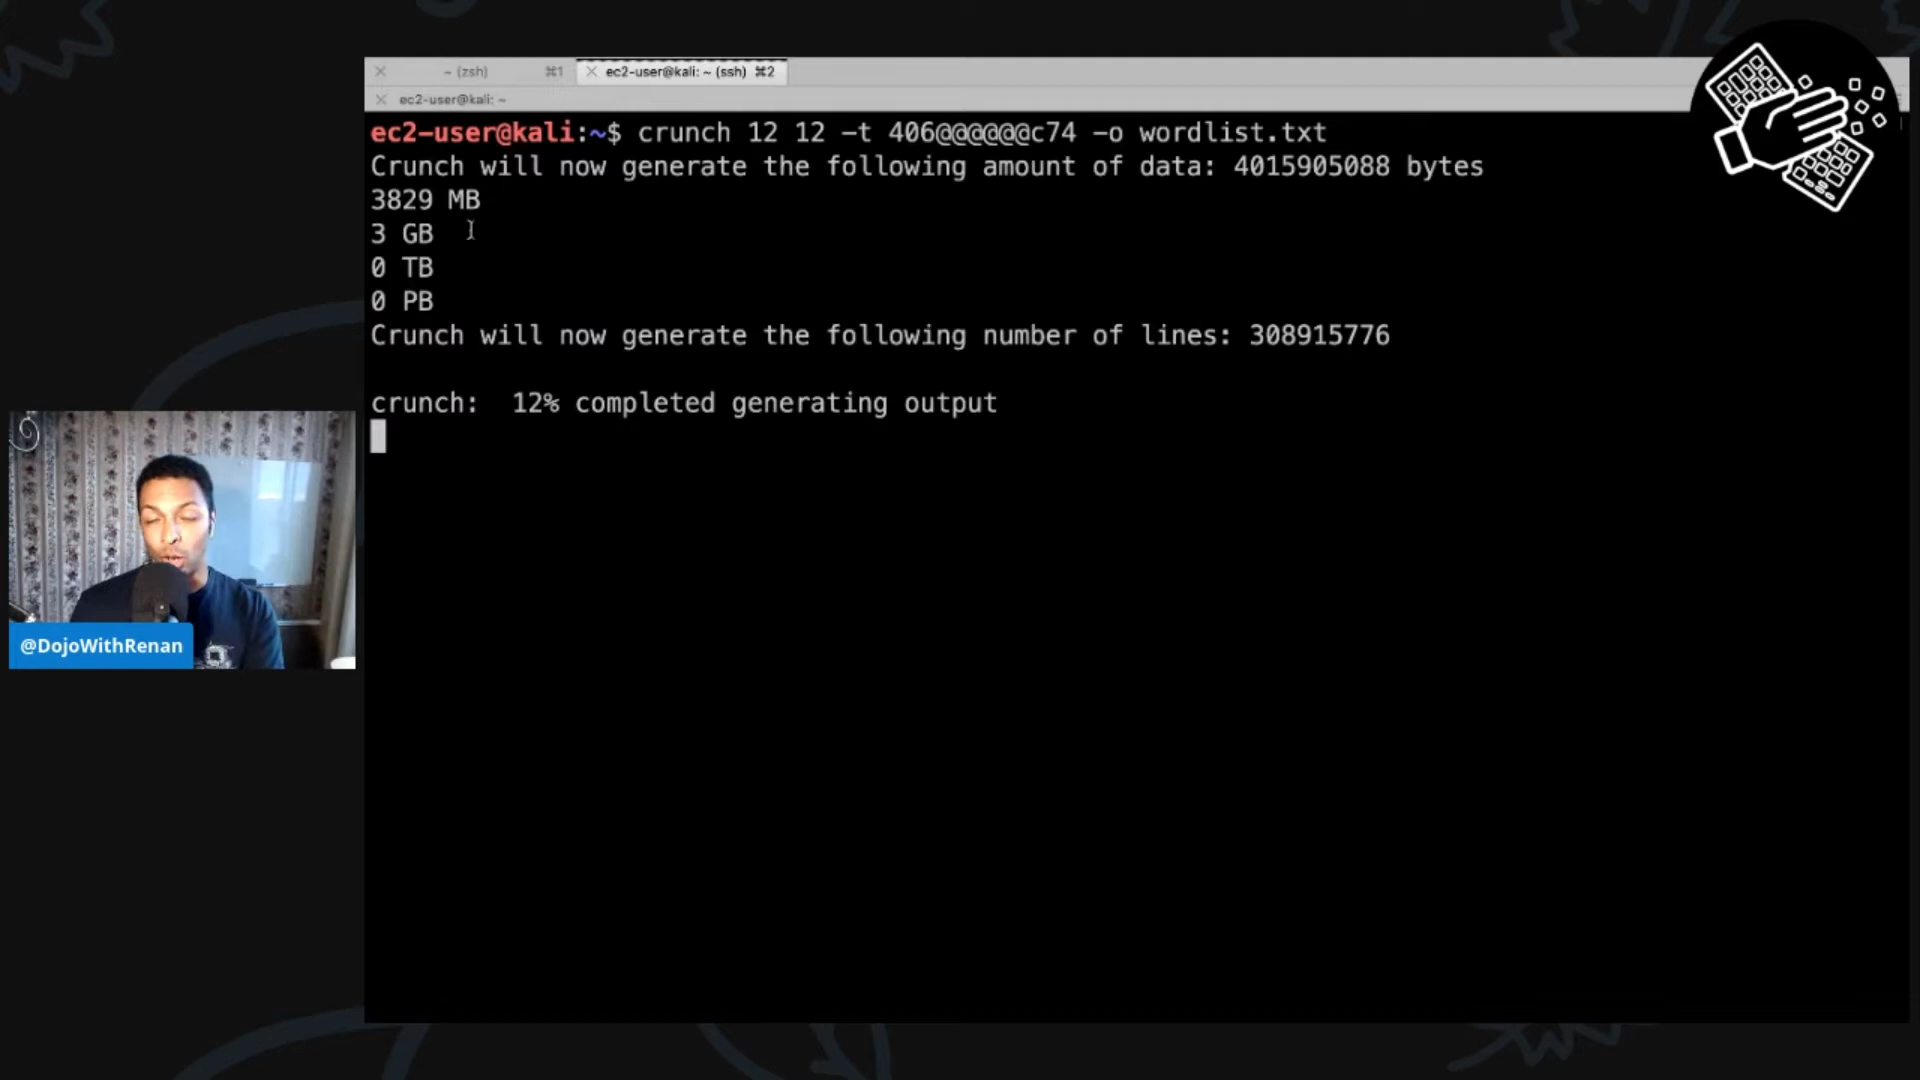 ~ (zsh) ⌘1 ec2-user@kali: ~ (ssh) ⌘2
ec2-user@kali: ~
ec2-user@kali:~$ crunch 12 12 -t 406@@@@@@c74 -o wordlist.txt
Crunch will now generate the following amount of data: 4015905088 bytes
3829 MB
3 GB
0 TB
0 PB
Crunch will now generate the following number of lines: 308915776
crunch:  12% completed generating output
@DojoWithRenan